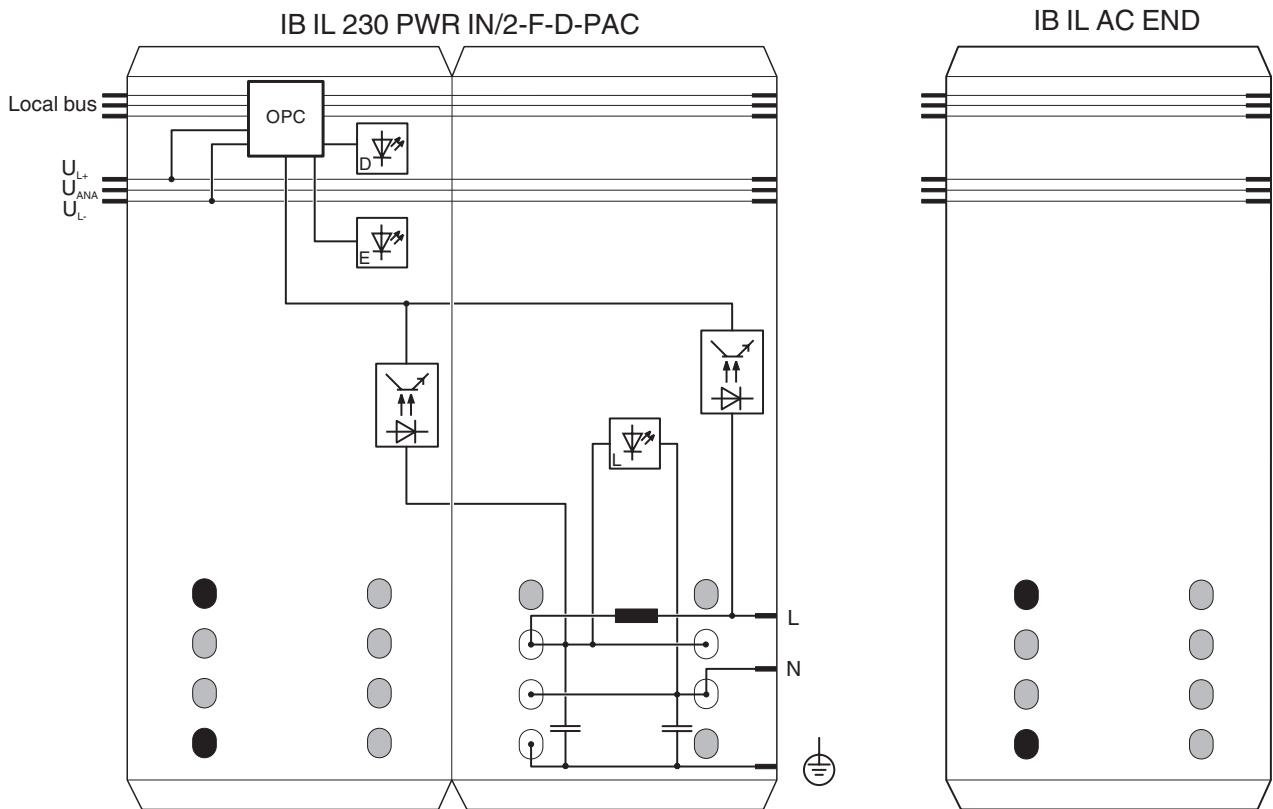 IB IL 230 PWR IN/2-F-D-PAC
IB IL AC END
Local bus
OPC
D
UL+
UANA
UL-
E
L
L
N